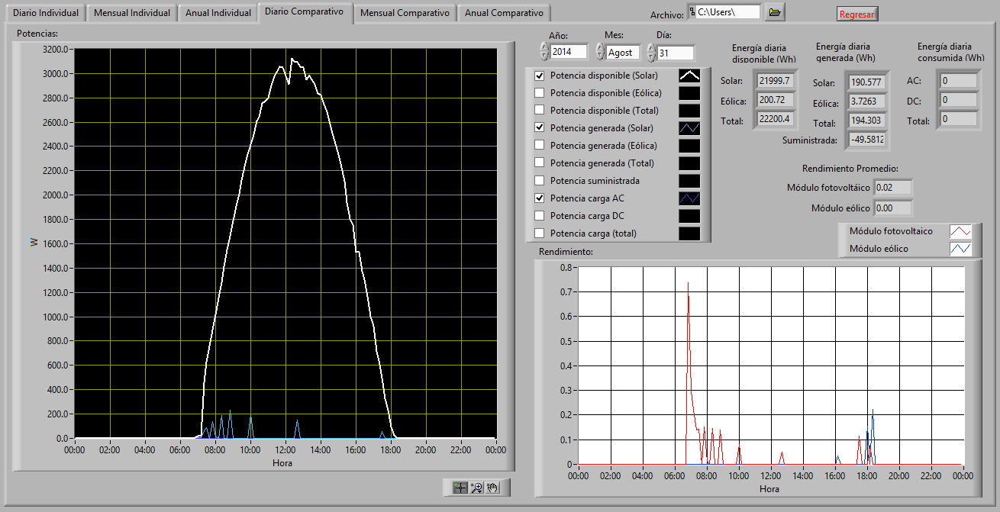 Diario Individual
Mensual Individual
Anual Individual
Diario Comparativo
Mensual Comparativo
Anual Comparativo
Archivo:
C:\Users\
Regresar
Potencias:
3200.0
3000.0
2800.0
2600.0
2400.0
2200.0
2000.0
1800.0
1600.0
1400.0
1200.0
1000.0
800.0
600.0
400.0
200.0
0.0
W
00:00 02:00 04:00 06:00 08:00 10:00 12:00 14:00 16:00 18:00 20:00 22:00 00:00
Hora
Año:
2014
Mes:
Agost
Día:
31
Potencia disponible (Solar)
Potencia disponible (Eólica)
Potencia disponible (Total)
Potencia generada (Solar)
Potencia generada (Eólica)
Potencia generada (Total)
Potencia suministrada
Potencia carga AC
Potencia carga DC
Potencia carga (total)
Energía diaria
disponible (Wh)
Solar: 21999.7
Eólica: 200.72
Total: 22200.4
Energía diaria
generada (Wh)
Solar: 190.577
Eólica: 3.7263
Total: 194.303
Suministrada: -49.5812
Energía diaria
consumida (Wh)
AC: 0
DC: 0
Total: 0
Rendimiento Promedio:
Módulo fotovoltáico 0.02
Módulo eólico 0.00
Módulo fotovoltaico
Módulo eólico
Rendimiento:
0.8
0.7
0.6
0.5
0.4
0.3
0.2
0.1
0
00:00 02:00 04:00 06:00 08:00 10:00 12:00 14:00 16:00 18:00 20:00 22:00 00:00
Hora